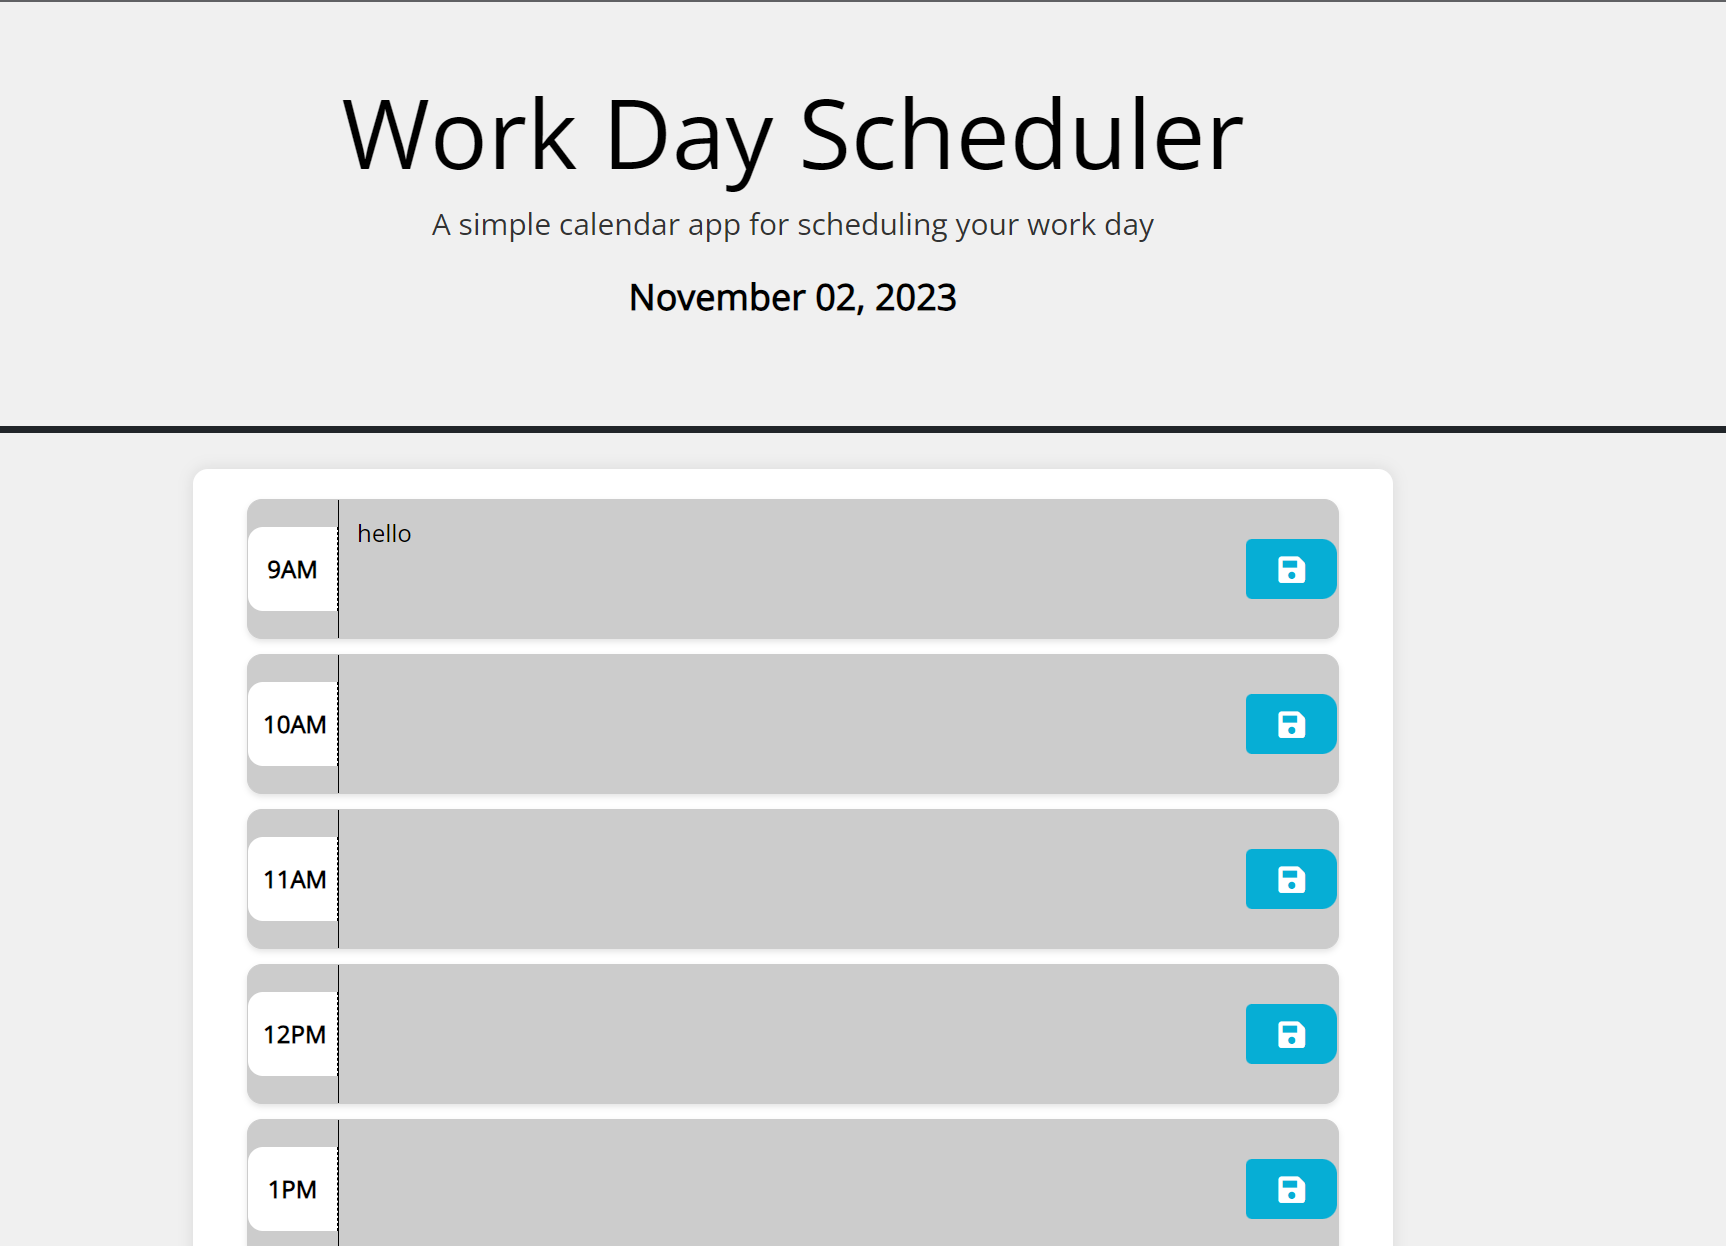 Work Day Scheduler
A simple calendar app for scheduling your work day
November 02, 2023
9AM
hello
10AM
11AM
12PM
1PM